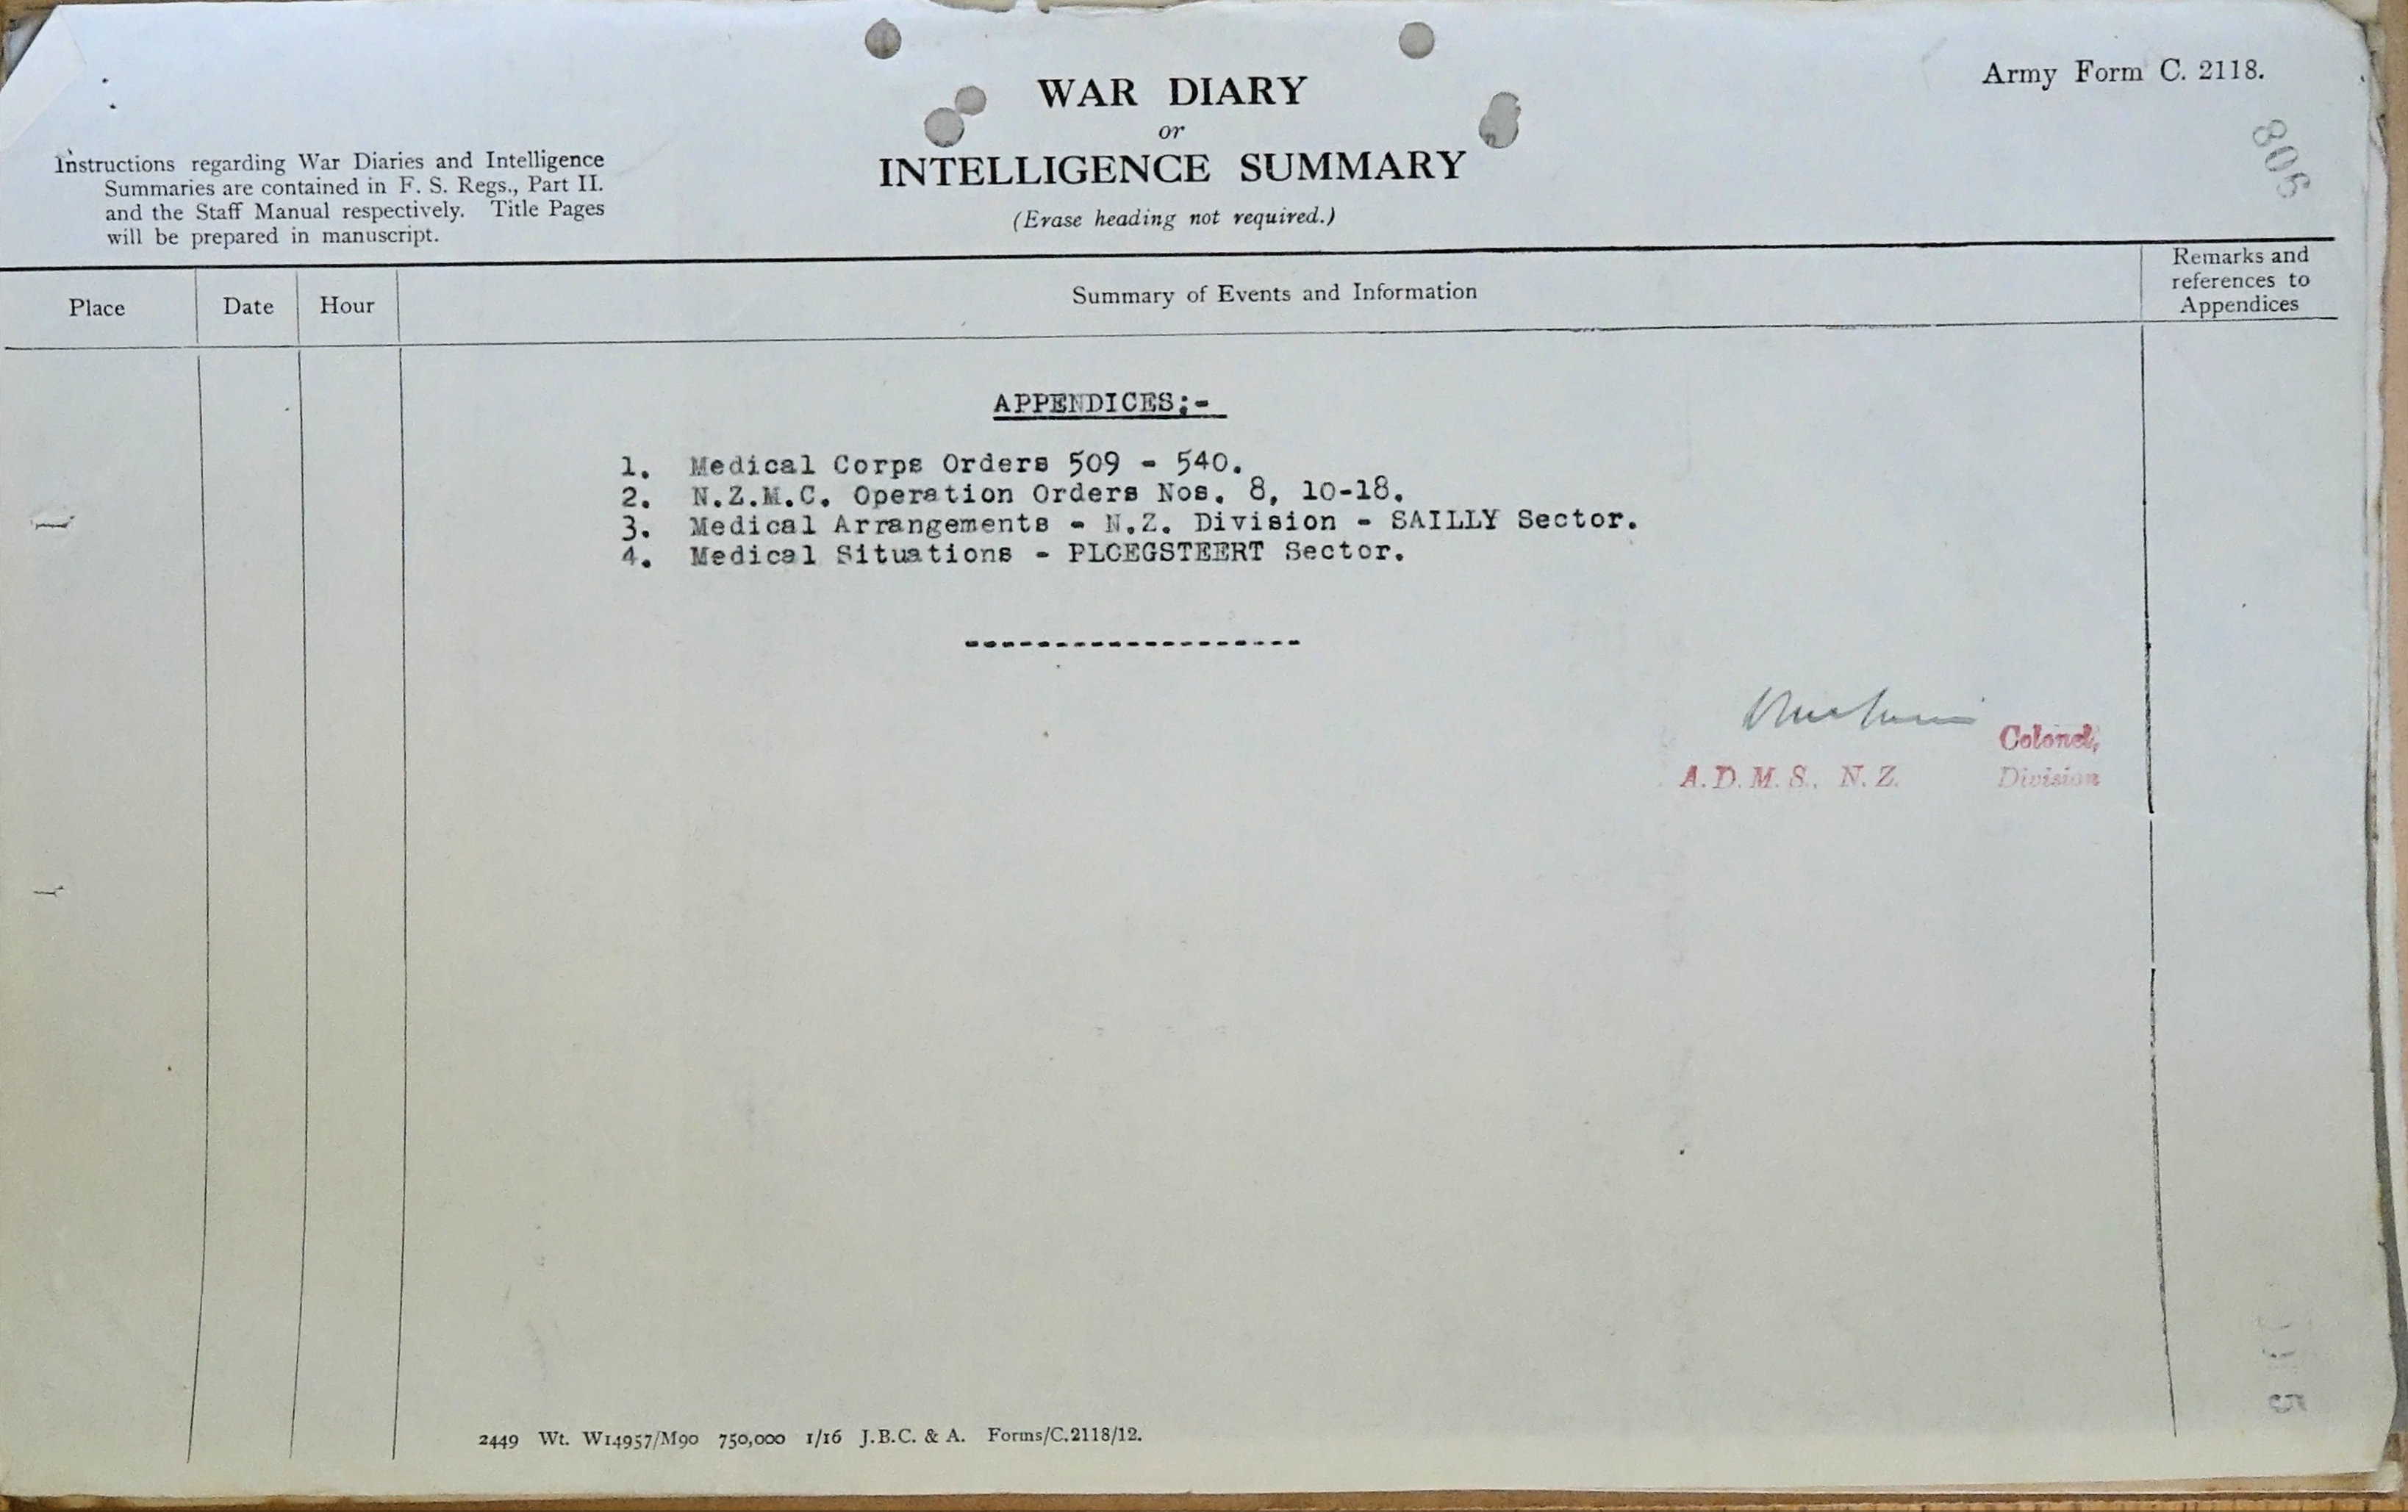 Army Form C. 2118.
WAR DIARY
or
INTELLIGENCE SUMMARY
(Erase heading not required.)
Instructions regarding War Diaries and Intelligence
Summaries are contained in F. S. Regs., Part II.
and the Staff Manual respectively. Title Pages
will be prepared in manuscript.
808
Place
Date
Hour
Summary of Events and Information
Remarks and
references to
Appendices
APPENDICES;-
1. Medical Corps Orders 509 - 540.
2. N.Z.M.C. Operation Orders Nos. 8, 10-18.
3. Medical Arrangements - N.Z. Division - SAILLY Sector.
4. Medical Situations - PLOEGSTEERT Sector.
-------------------
Colonel,
A. D. M. S., N. Z. Division
2449 Wt. W14957/M90 750,000 1/16 J.B.C. & A. Forms/C.2118/12.